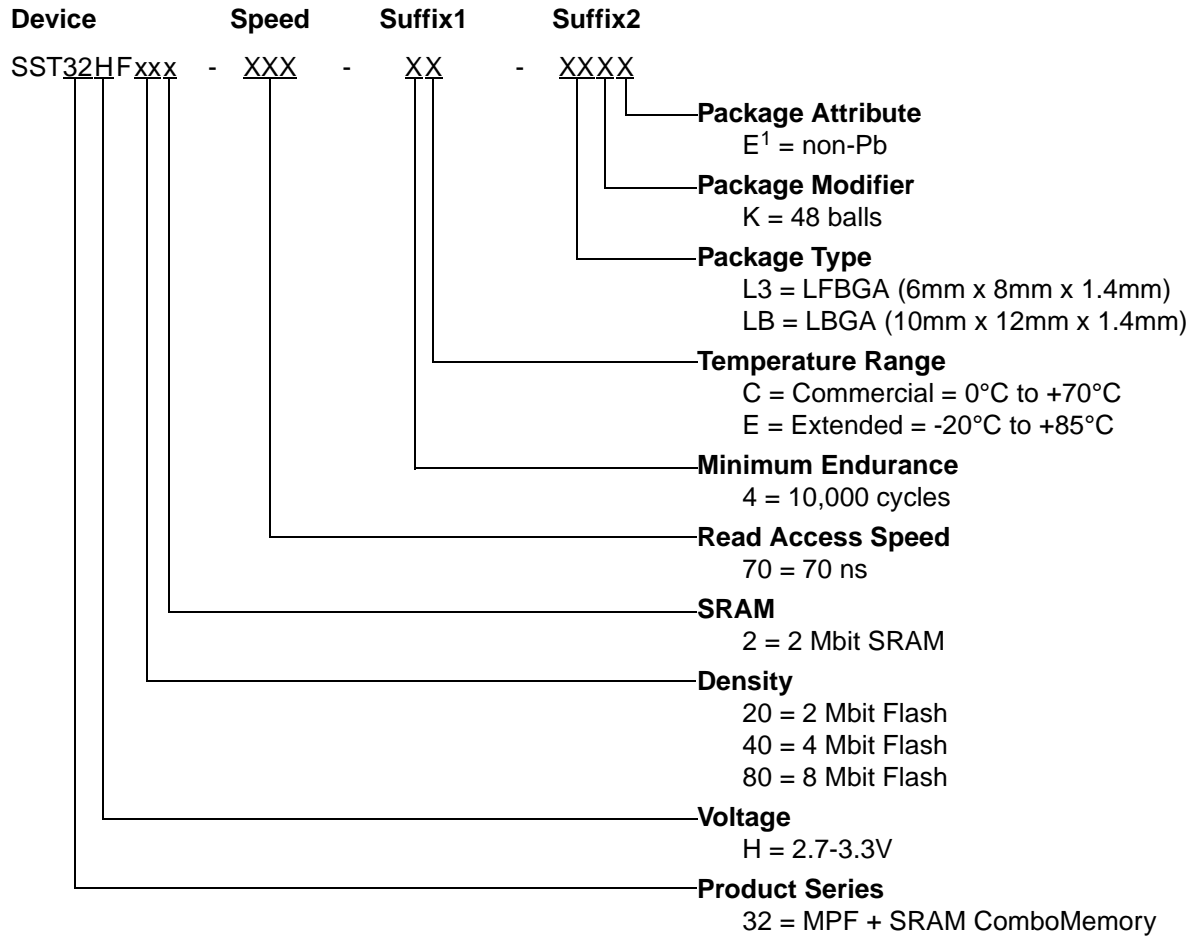 Device Speed Suffix1 Suffix2
SST32HFxxx - XXX - XX - XXXX
Package Attribute
E1 = non-Pb
Package Modifier
K = 48 balls
Package Type
L3 = LFBGA (6mm x 8mm x 1.4mm)
LB = LBGA (10mm x 12mm x 1.4mm)
Temperature Range
C = Commercial = 0°C to +70°C
E = Extended = -20°C to +85°C
Minimum Endurance
4 = 10,000 cycles
Read Access Speed
70 = 70 ns
SRAM
2 = 2 Mbit SRAM
Density
20 = 2 Mbit Flash
40 = 4 Mbit Flash
80 = 8 Mbit Flash
Voltage
H = 2.7-3.3V
Product Series
32 = MPF + SRAM ComboMemory